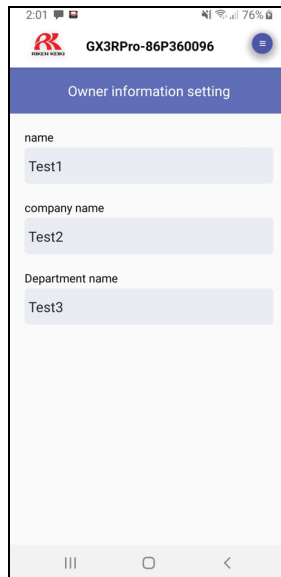 2:01 76%
RIKEN KEIKI
GX3RPro-86P360096
Owner information setting
name
Test1
company name
Test2
Department name
Test3